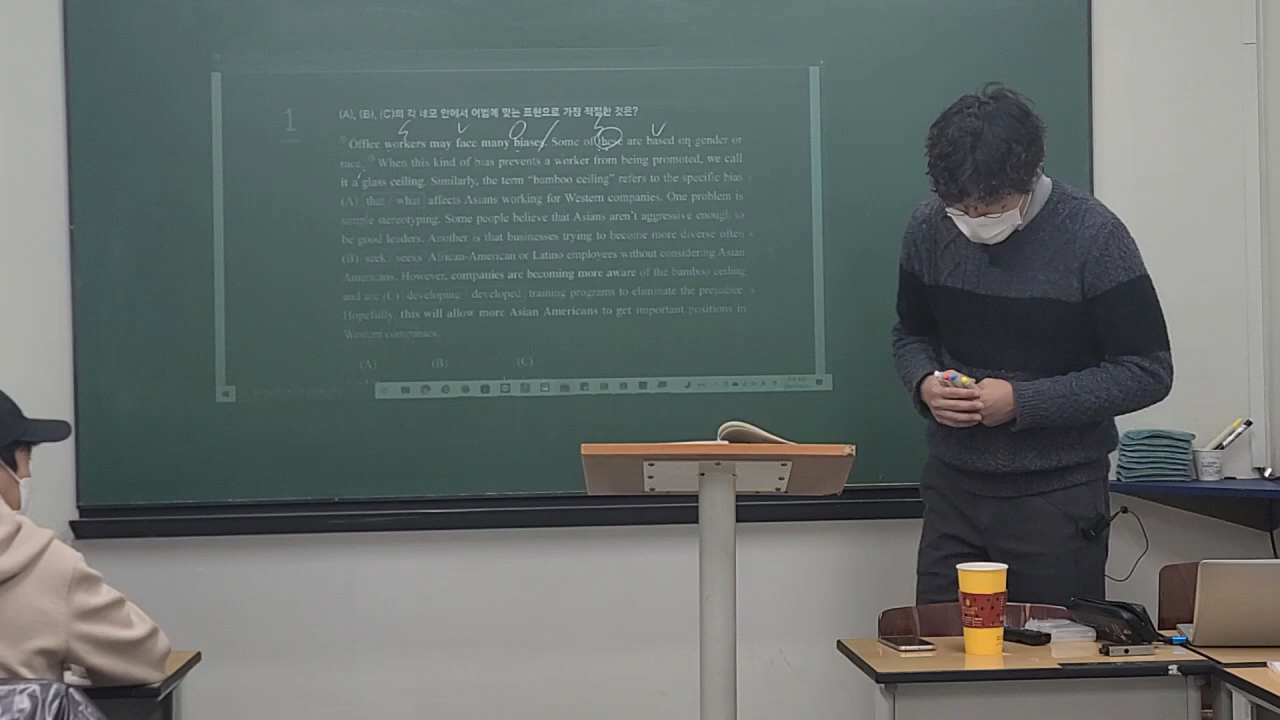 1
(A), (B), (C)의 각 네모 안에서 어법에 맞는 표현으로 가장 적절한 것은?
Office workers may face many biases. Some of these are based on gender or
race. When this kind of bias prevents a worker from being promoted, we call
it a glass ceiling. Similarly, the term “bamboo ceiling” refers to the specific bias
(A) that / what affects Asians working for Western companies. One problem is
simple stereotyping. Some people believe that Asians aren’t aggressive enough to
be good leaders. Another is that businesses trying to become more diverse often
(B) seek / seeks African-American or Latino employees without considering Asian
Americans. However, companies are becoming more aware of the bamboo ceiling
and are (C) developing / developed training programs to eliminate the prejudice.
Hopefully, this will allow more Asian Americans to get important positions in
Western companies.
(A) (B) (C)